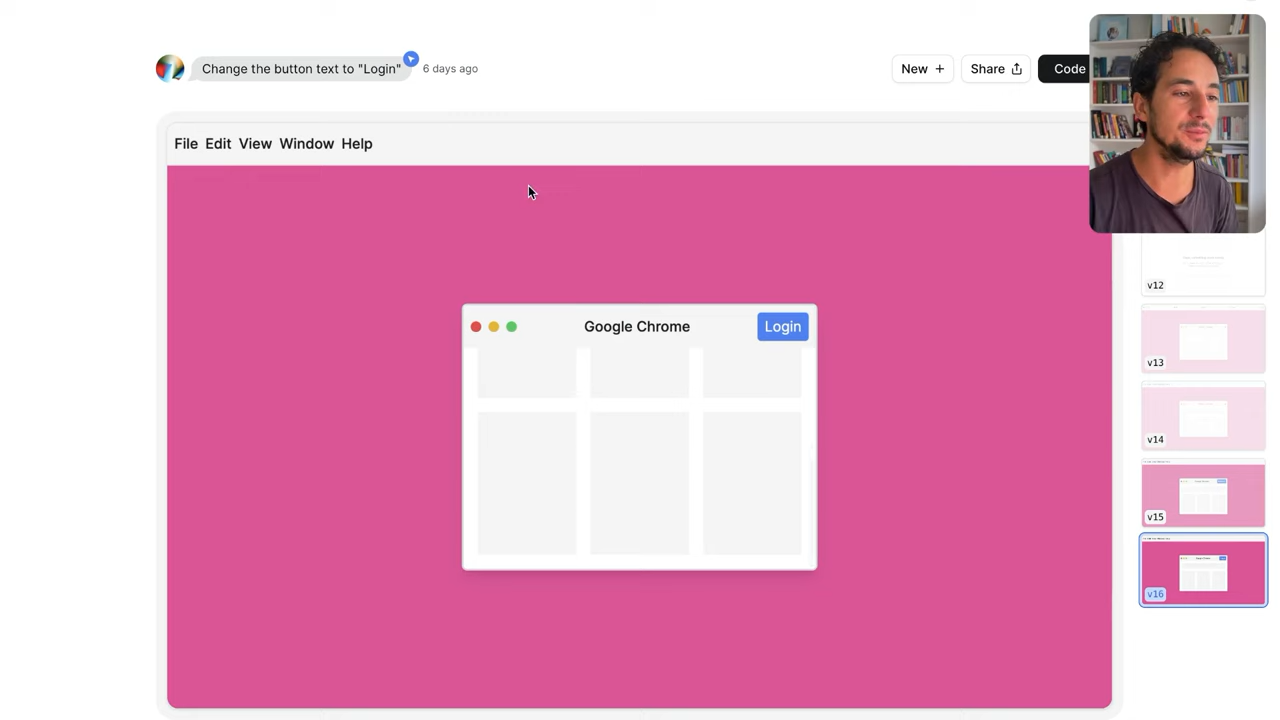 Change the button text to "Login"
6 days ago
New +
Share
Code
File Edit View Window Help
Google Chrome
Login
v12
v13
v14
v15
v16